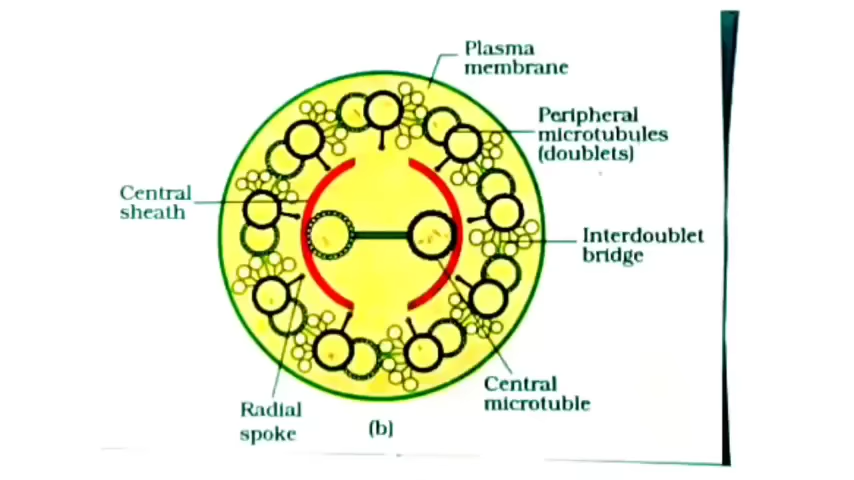 Plasma
membrane
Peripheral
microtubules
(doublets)
Central
sheath
Interdoublet
bridge
Central
microtuble
Radial
spoke
(b)